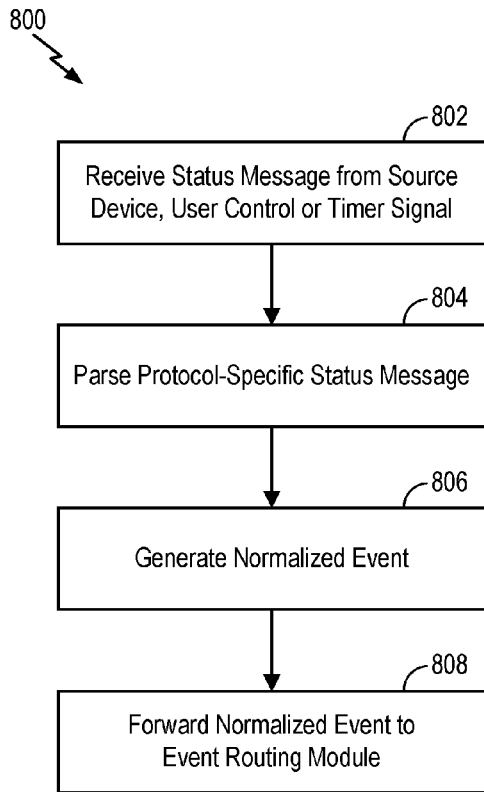 800
802
Receive Status Message from Source
Device, User Control or Timer Signal
804
Parse Protocol-Specific Status Message
806
Generate Normalized Event
808
Forward Normalized Event to
Event Routing Module